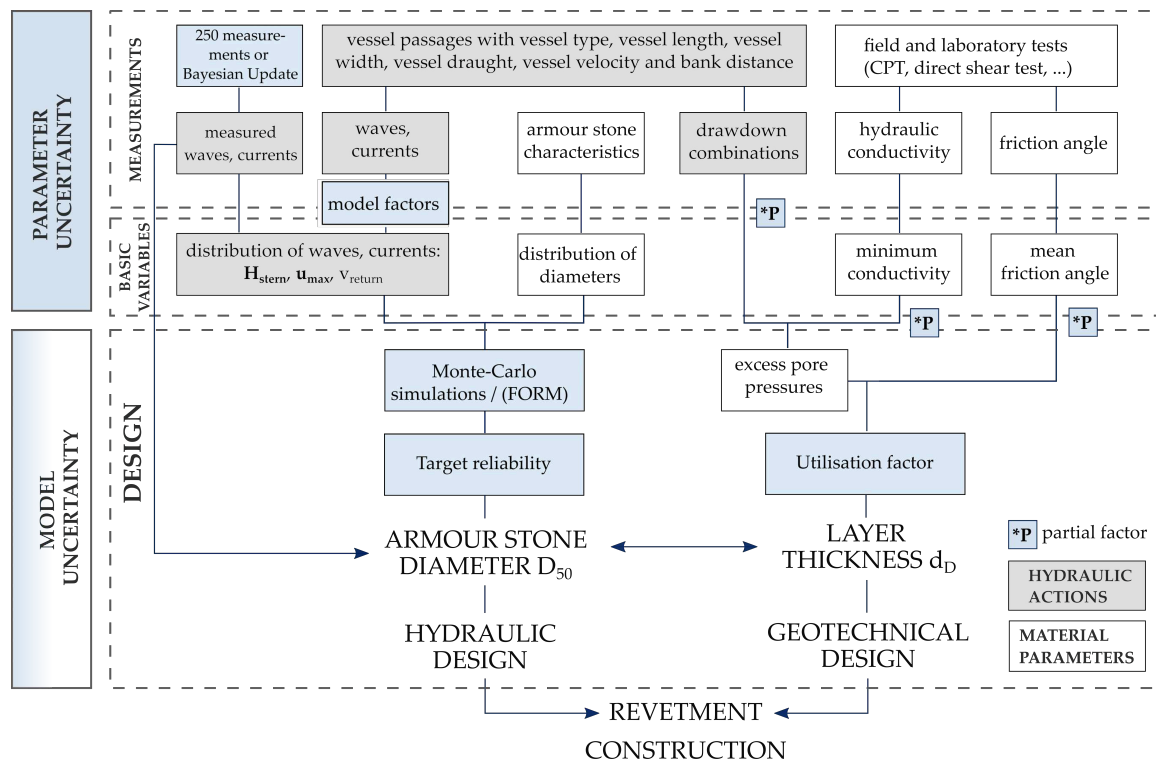 PARAMETER
UNCERTAINTY
MEASUREMENTS
250 measure-
ments or
Bayesian Update
vessel passages with vessel type, vessel length, vessel
width, vessel draught, vessel velocity and bank distance
field and laboratory tests
(CPT, direct shear test, ...)
measured
waves, currents
waves,
currents
armour stone
characteristics
drawdown
combinations
hydraulic
conductivity
friction angle
model factors
*P
BASIC
VARIABLES
distribution of waves, currents:
H_stern, u_max, v_return
distribution of
diameters
minimum
conductivity
mean
friction angle
*P
*P
MODEL
UNCERTAINTY
DESIGN
Monte-Carlo
simulations / (FORM)
excess pore
pressures
Target reliability
Utilisation factor
ARMOUR STONE
DIAMETER D50
LAYER
THICKNESS dD
*P partial factor
HYDRAULIC
ACTIONS
HYDRAULIC
DESIGN
GEOTECHNICAL
DESIGN
MATERIAL
PARAMETERS
REVETMENT
CONSTRUCTION